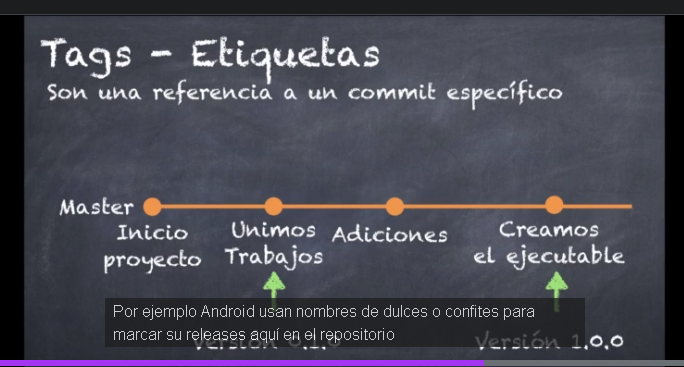 Tags - Etiquetas
Son una referencia a un commit específico
Master
Inicio proyecto
Unimos Trabajos
Adiciones
Creamos el ejecutable
Por ejemplo Android usan nombres de dulces o confites para
marcar su releases aquí en el repositorio
Versión 1.0.0